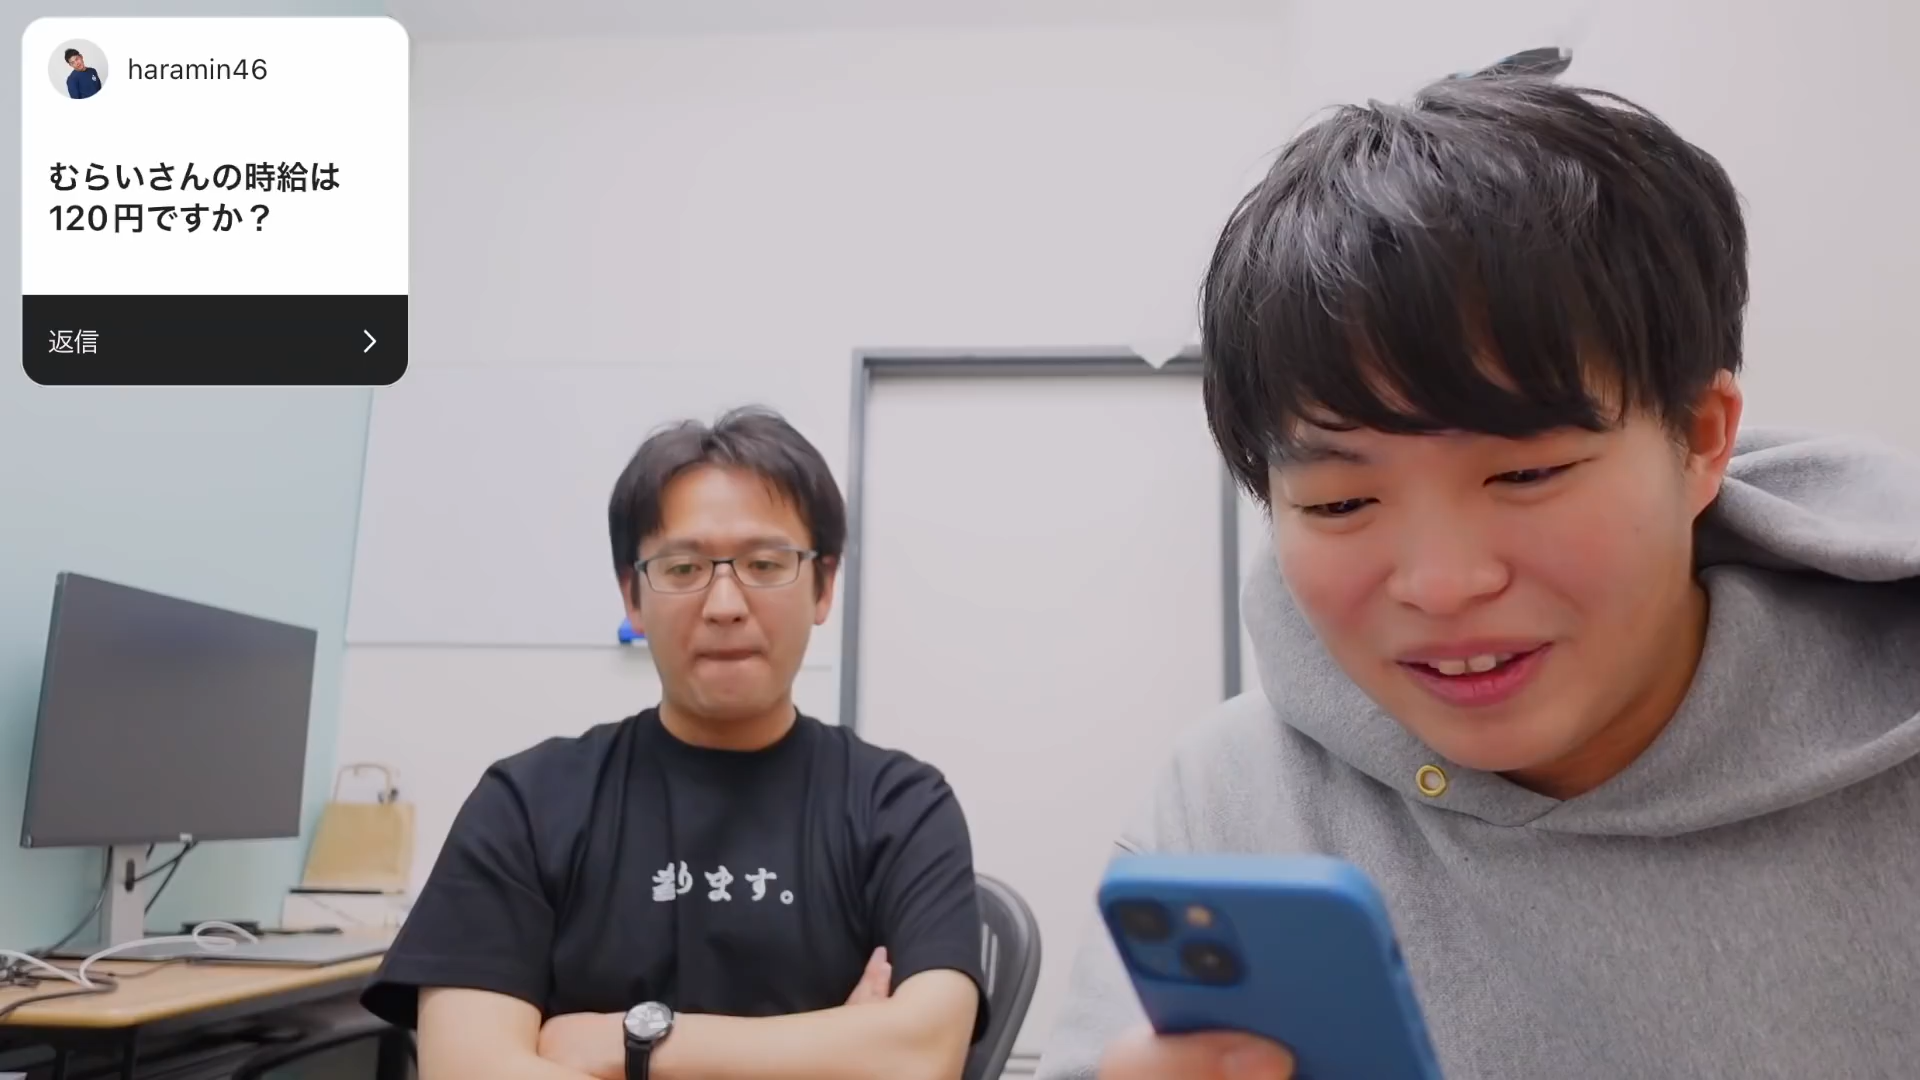 haramin46
むらいさんの時給は
120円ですか？
返信
ります。